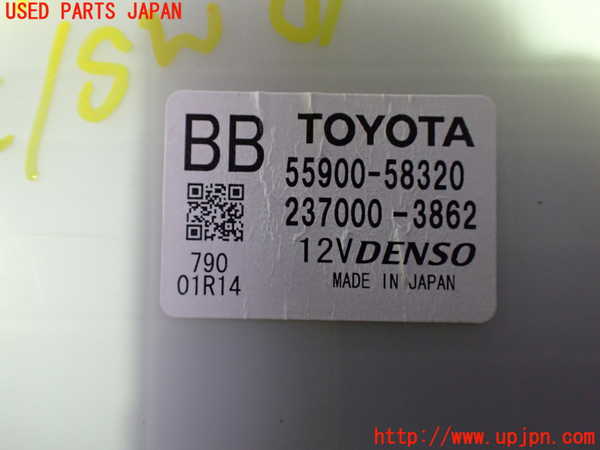 USED PARTS JAPAN
/SW
BB
TOYOTA
55900-58320
237000-3862
12V DENSO
790
01R14
MADE IN JAPAN
http://www.upjpn.com/